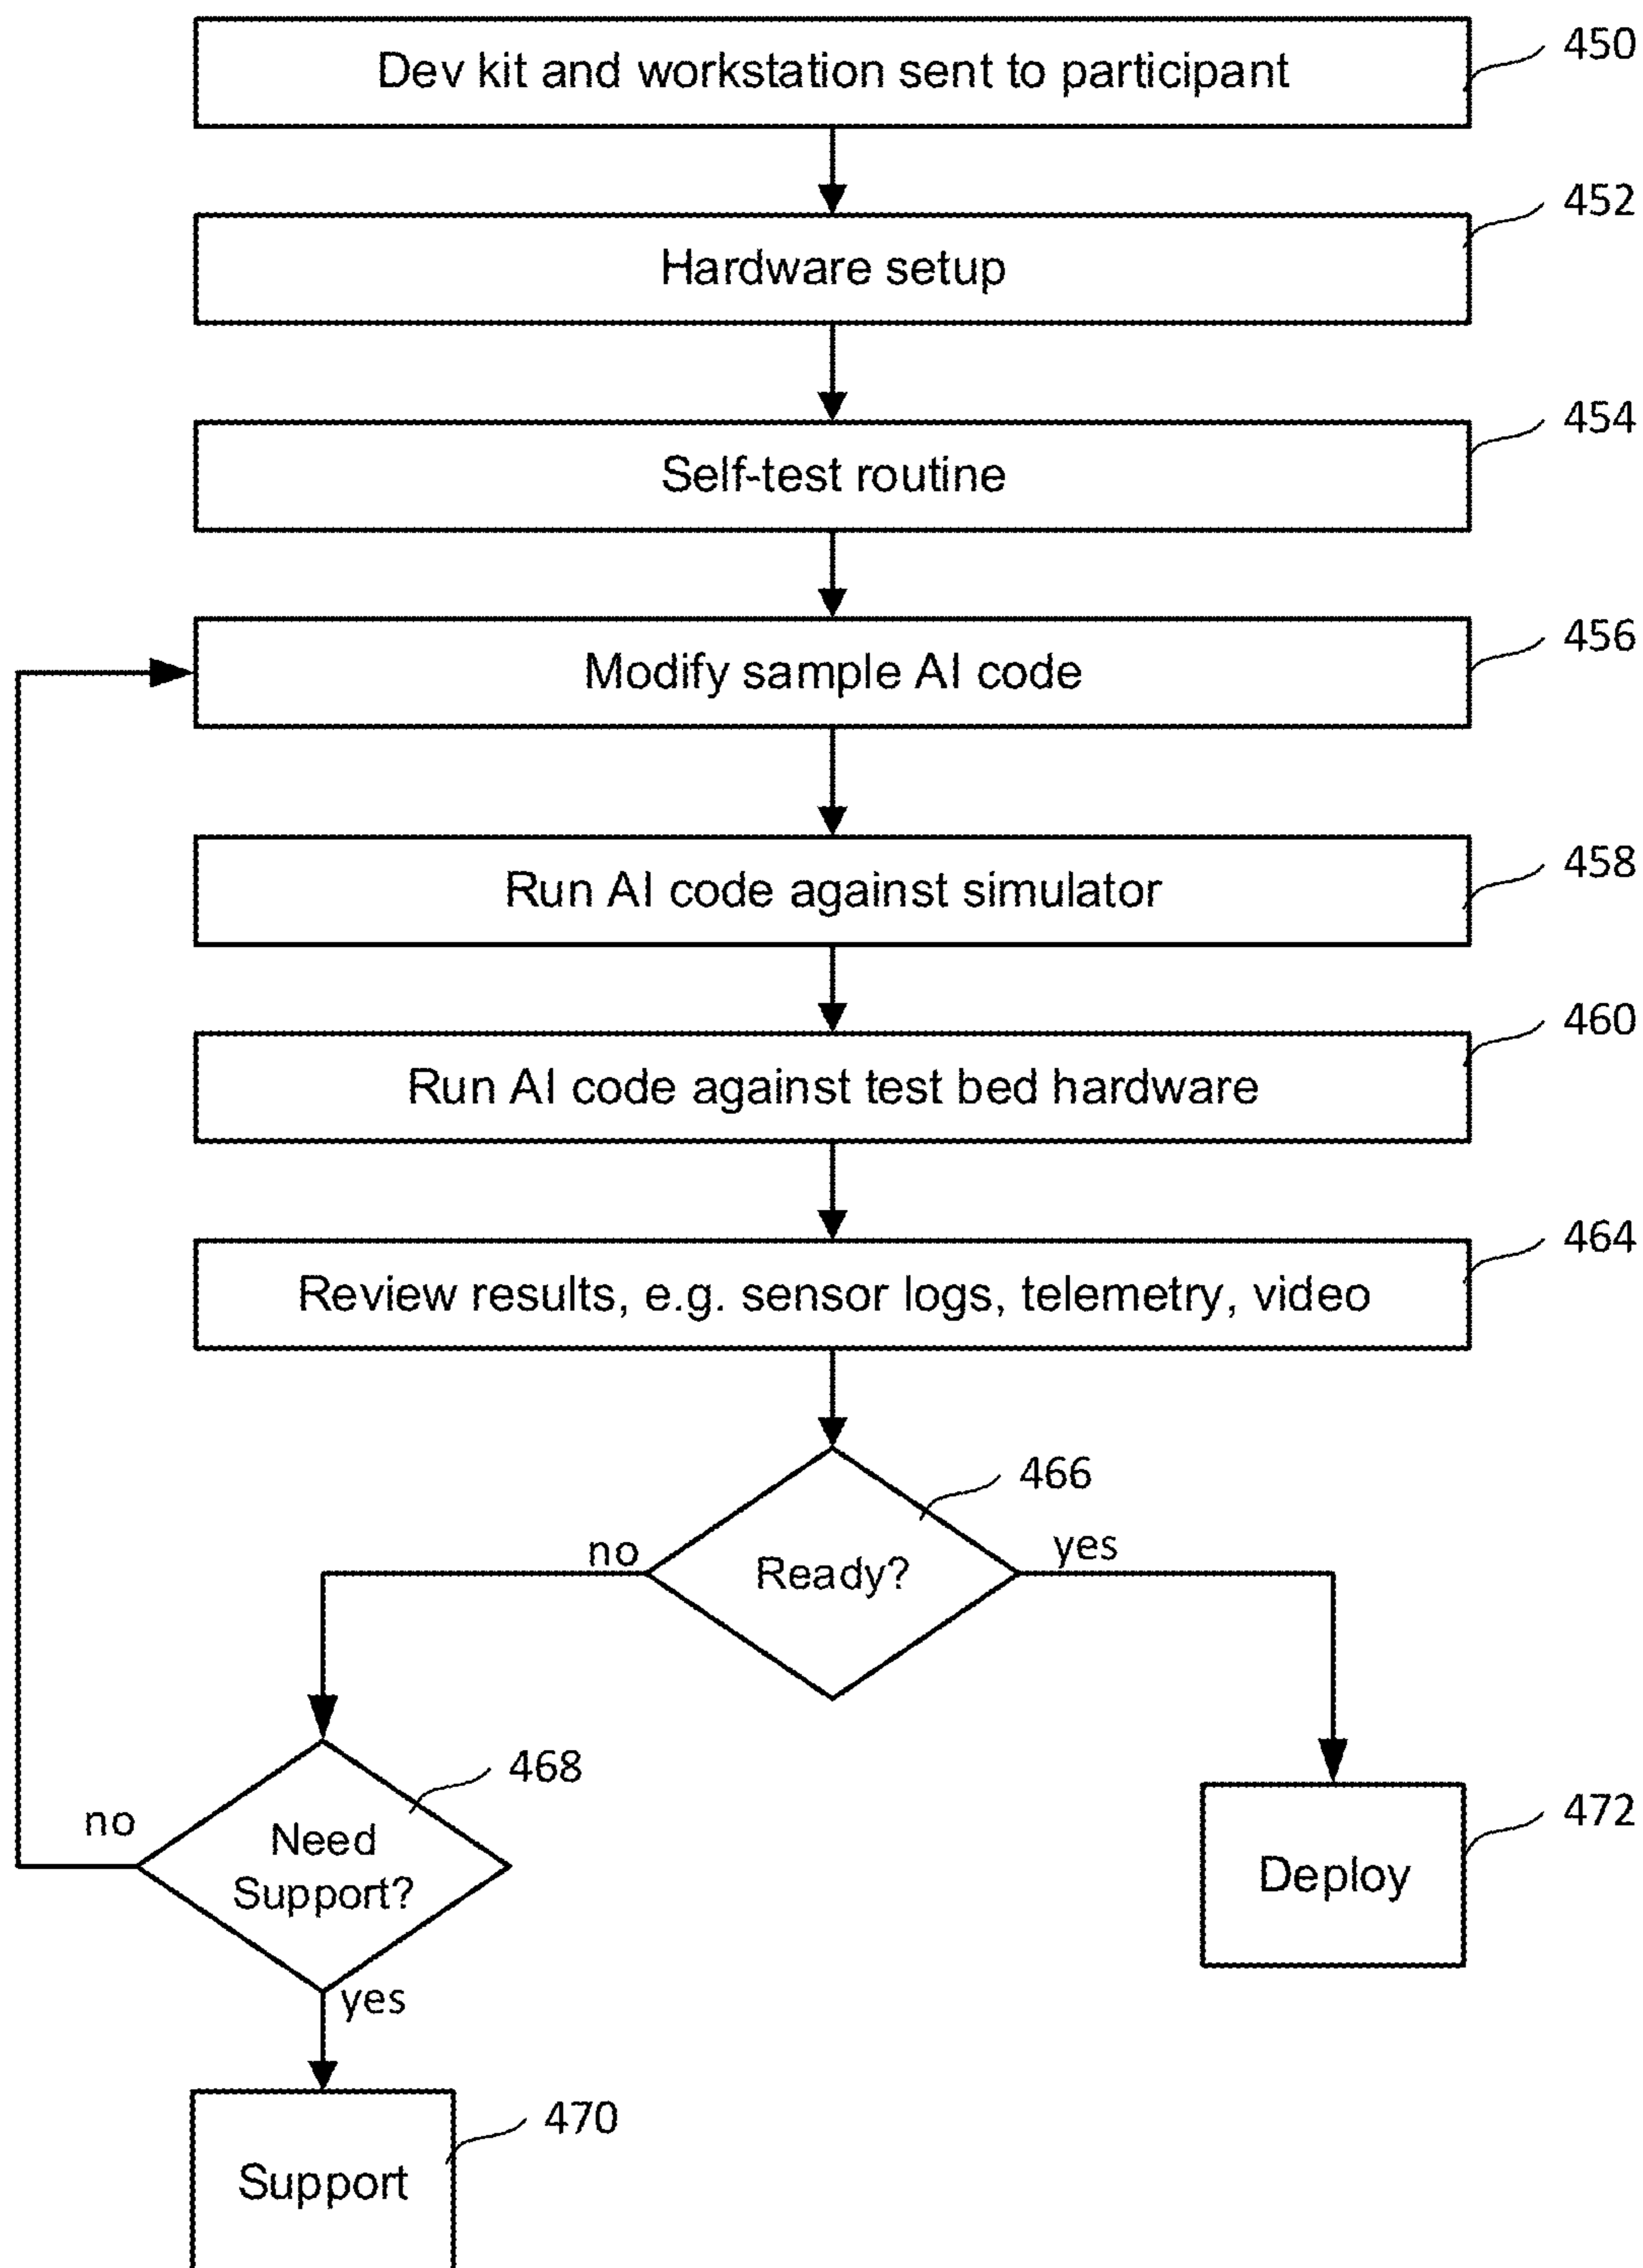 Dev kit and workstation sent to participant
450
Hardware setup
452
Self-test routine
454
Modify sample AI code
456
Run AI code against simulator
458
Run AI code against test bed hardware
460
Review results, e.g. sensor logs, telemetry, video
464
466
no
Ready?
yes
468
no
Need
Support?
yes
472
Deploy
470
Support